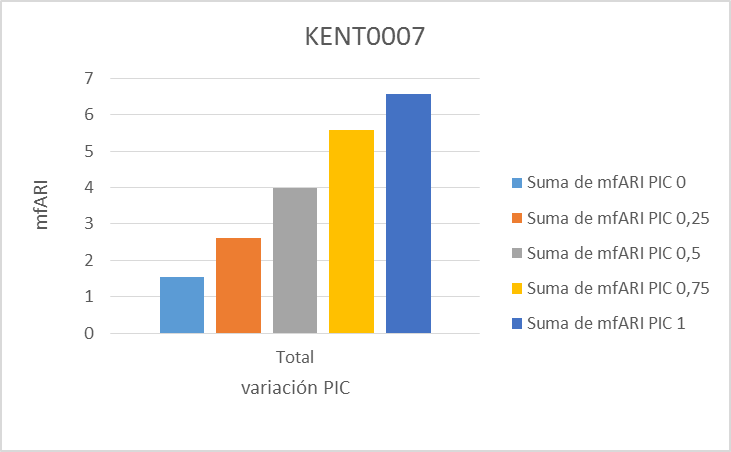 KENT0007
7
6
5
4
3
2
1
0
mfARI
Total
variación PIC
Suma de mfARI PIC 0
Suma de mfARI PIC 0,25
Suma de mfARI PIC 0,5
Suma de mfARI PIC 0,75
Suma de mfARI PIC 1